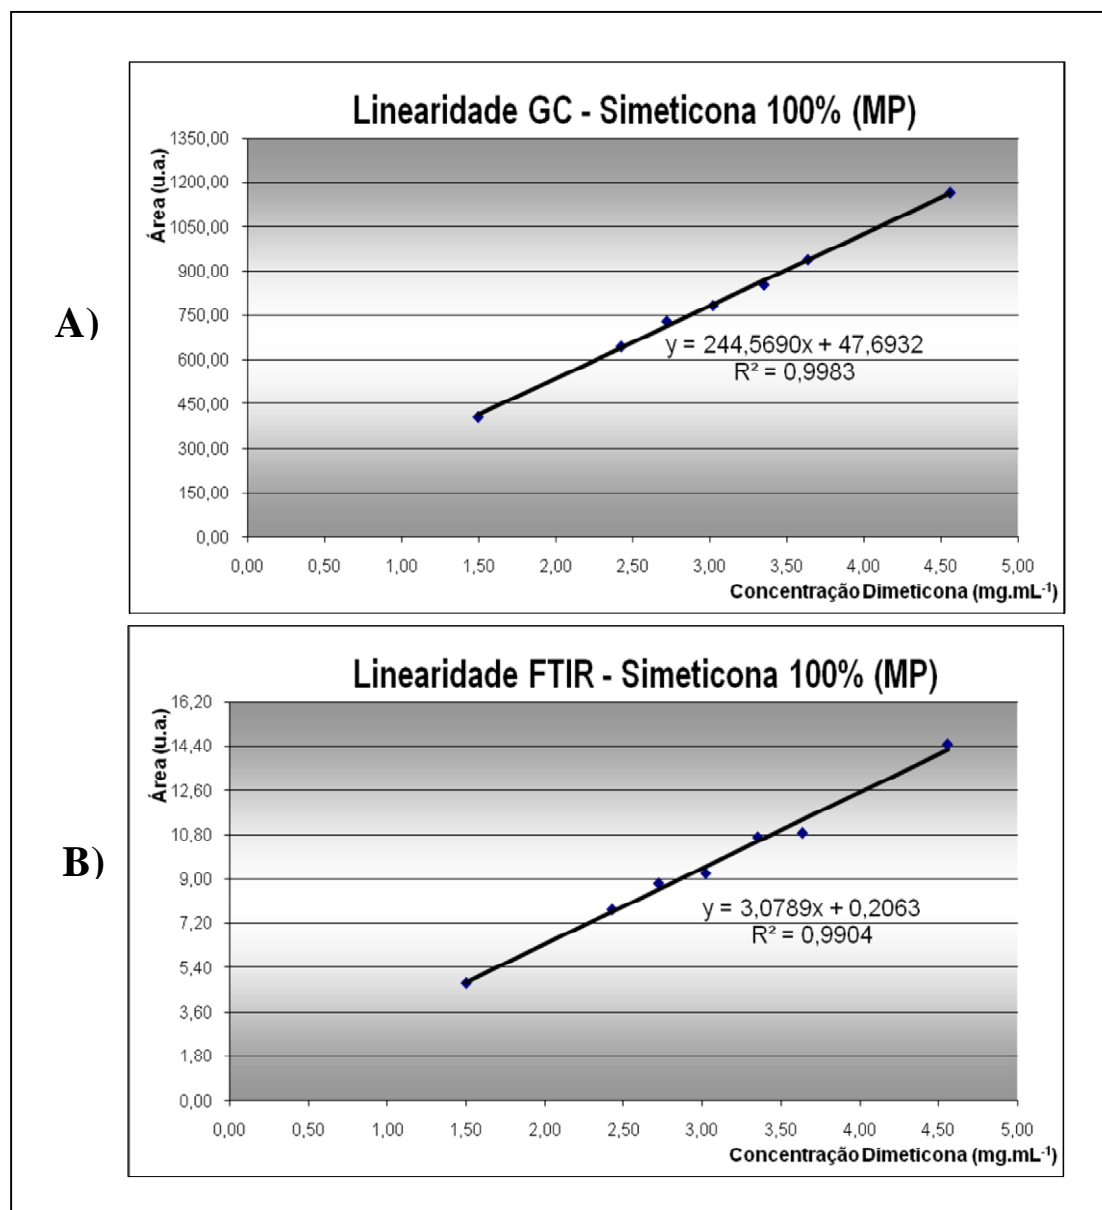 A)
Linearidade GC - Simeticona 100% (MP)
Área (u.a.)
1350,00
1200,00
1050,00
900,00
750,00
600,00
450,00
300,00
150,00
0,00
y = 244,5690x + 47,6932
R² = 0,9983
0,00 0,50 1,00 1,50 2,00 2,50 3,00 3,50 4,00 4,50 5,00
Concentração Dimeticona (mg.mL⁻¹)
B)
Linearidade FTIR - Simeticona 100% (MP)
Área (u.a.)
16,20
14,40
12,60
10,80
9,00
7,20
5,40
3,60
1,80
0,00
y = 3,0789x + 0,2063
R² = 0,9904
0,00 0,50 1,00 1,50 2,00 2,50 3,00 3,50 4,00 4,50 5,00
Concentração Dimeticona (mg.mL⁻¹)